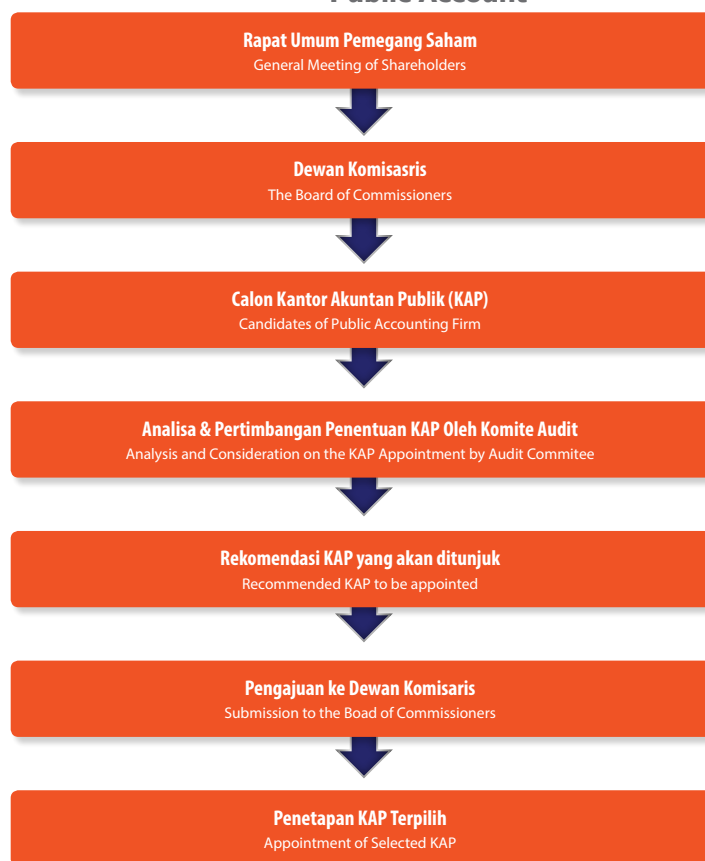 Public Account
Rapat Umum Pemegang Saham
General Meeting of Shareholders
Dewan Komisasris
The Board of Commissioners
Calon Kantor Akuntan Publik (KAP)
Candidates of Public Accounting Firm
Analisa & Pertimbangan Penentuan KAP Oleh Komite Audit
Analysis and Consideration on the KAP Appointment by Audit Commitee
Rekomendasi KAP yang akan ditunjuk
Recommended KAP to be appointed
Pengajuan ke Dewan Komisaris
Submission to the Boad of Commissioners
Penetapan KAP Terpilih
Appointment of Selected KAP